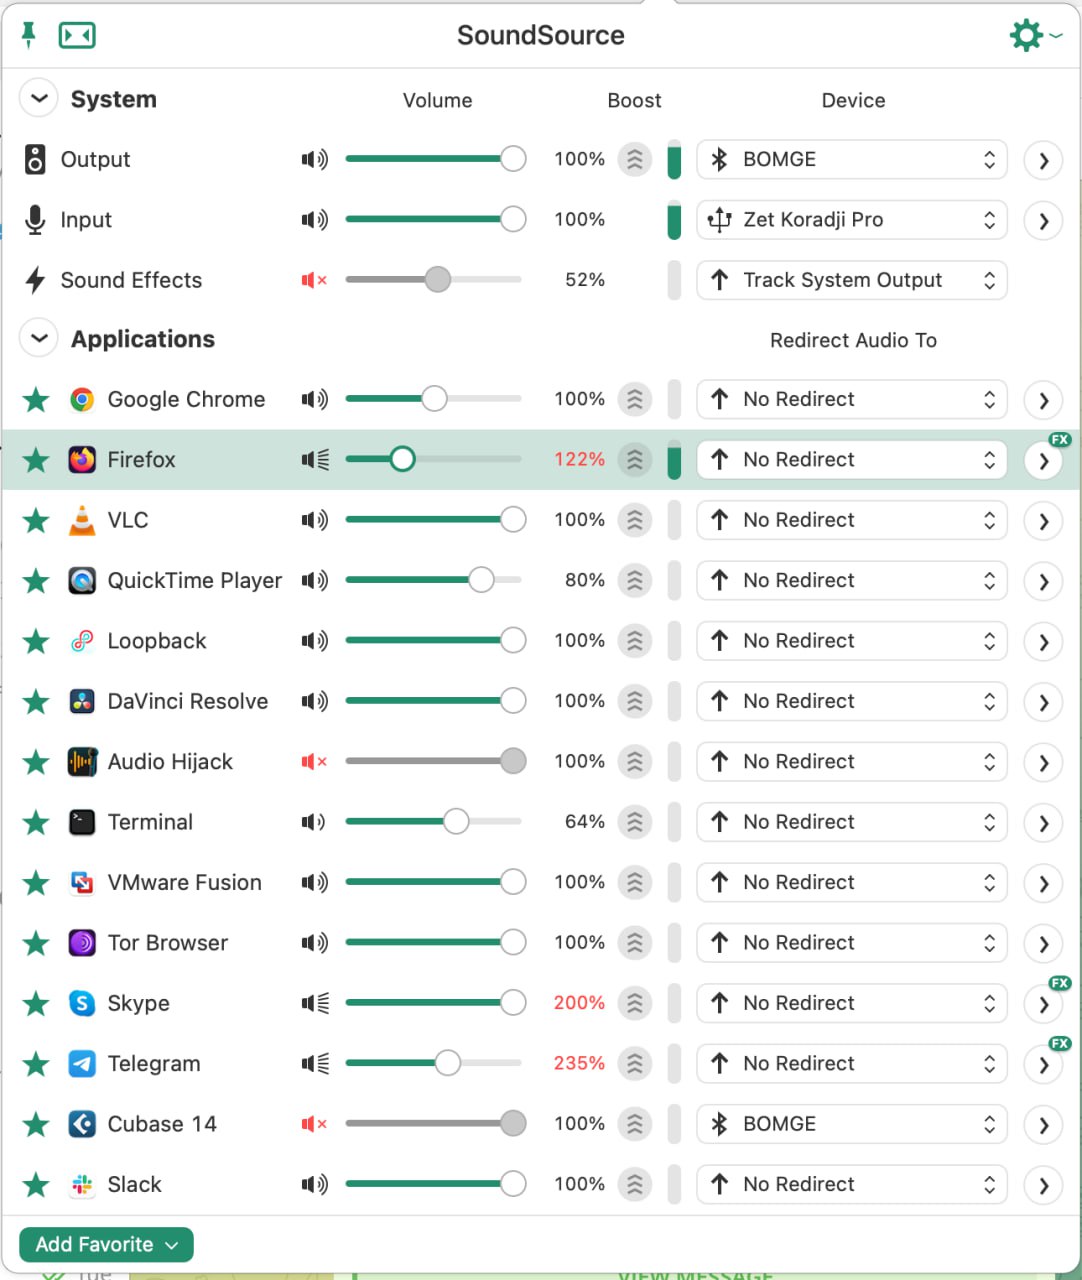 SoundSource
System Volume Boost Device
Output 100% BOMGE
Input 100% Zet Koradji Pro
Sound Effects 52% Track System Output
Applications Redirect Audio To
Google Chrome 100% No Redirect
FX
Firefox 122% No Redirect
VLC 100% No Redirect
QuickTime Player 80% No Redirect
Loopback 100% No Redirect
DaVinci Resolve 100% No Redirect
Audio Hijack 100% No Redirect
Terminal 64% No Redirect
VMware Fusion 100% No Redirect
Tor Browser 100% No Redirect
FX
Skype 200% No Redirect
FX
Telegram 235% No Redirect
Cubase 14 100% BOMGE
Slack 100% No Redirect
Add Favorite
VIEW MESSAGE